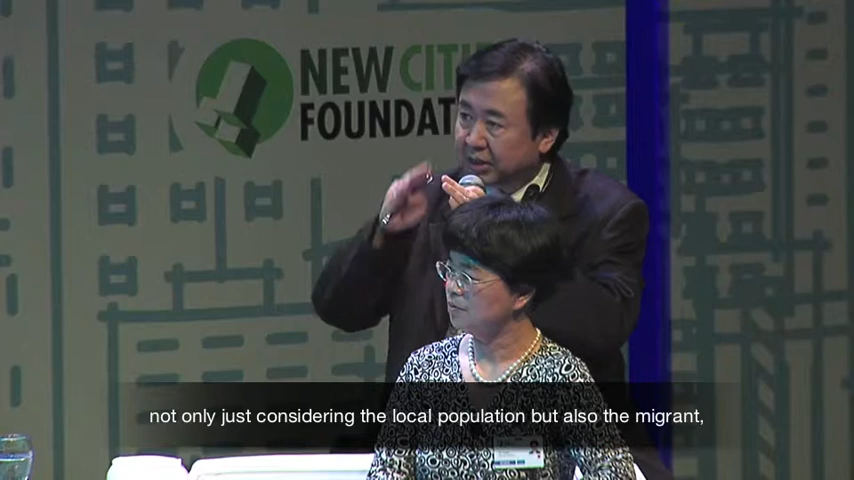 NEW CITI
FOUNDAT
not only just considering the local population but also the migrant,